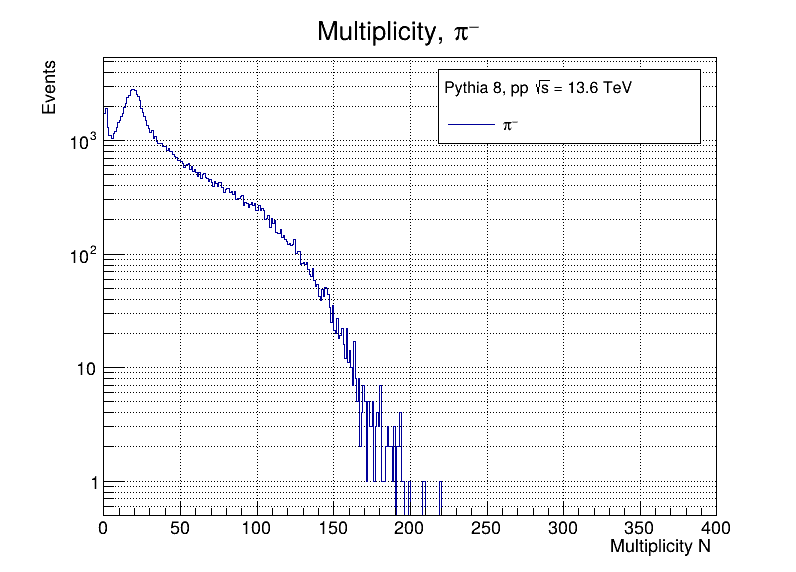 Multiplicity, π⁻
Events
Pythia 8, pp √s = 13.6 TeV
π⁻
10³
10²
10
1
0 50 100 150 200 250 300 350 400
Multiplicity N